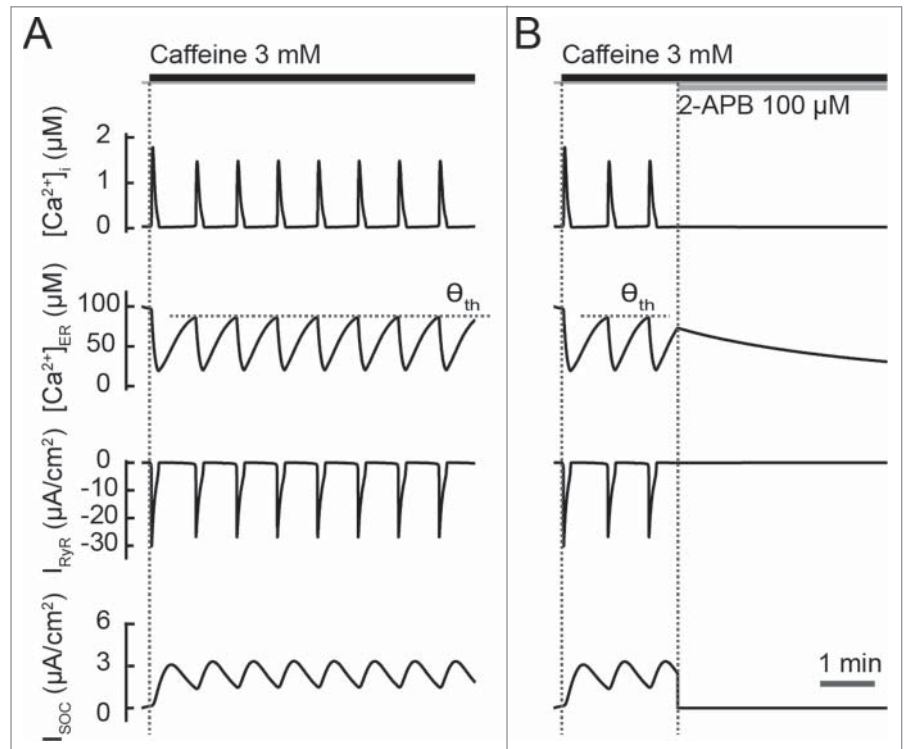 A
Caffeine 3 mM
[Ca²⁺]ᵢ (µM)
2
1
0
[Ca²⁺]ER (µM)
100
50
0
θth
IRyR (µA/cm²)
0
-10
-20
-30
ISOC (µA/cm²)
6
3
0
B
Caffeine 3 mM
2-APB 100 µM
θth
1 min